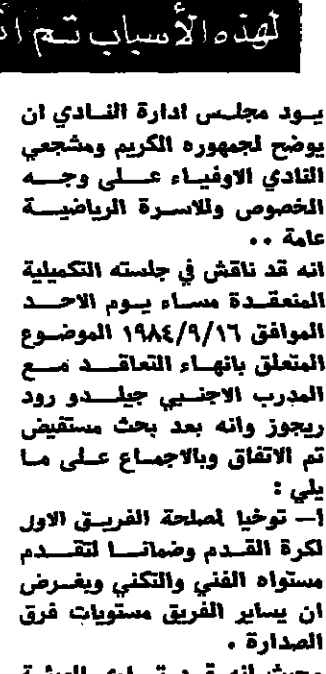 لهذه الأسباب تم
يود مجلس ادارة النادي ان
يوضح لجمهوره الكريم ومشجعي
النادي الاوفياء على وجه
الخصوص وللاسرة الرياضية
عامة ••
انه قد ناقش في جلسته التكميلية
المنعقدة مساء يوم الاحد
الموافق ١٩٨٤/٩/١٦ الموضوع
المتعلق بانهاء التعاقد مع
المدرب الاجنبي جيلدو رود
ريجوز وانه بعد بحث مستفيض
تم الاتفاق وبالاجماع على ما
يلي :
أ— توخيا لمصلحة الفريق الاول
لكرة القدم وضمانا لتقدم
مستواه الفني والتكني وبغرض
ان يساير الفريق مستويات فرق
الصدارة •
وحيث انه قد